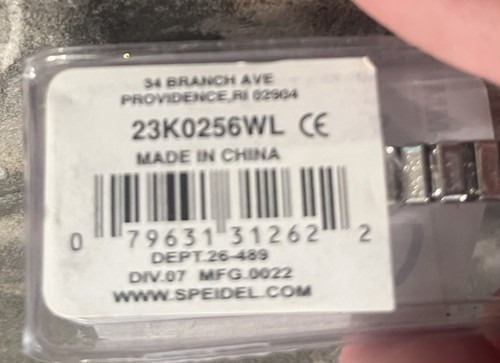 34 BRANCH AVE
PROVIDENCE,RI 02904
23K0256WL CE
MADE IN CHINA
0 79631 31262 2
DEPT.26-489
DIV.07 MFG.0022
WWW.SPEIDEL.COM